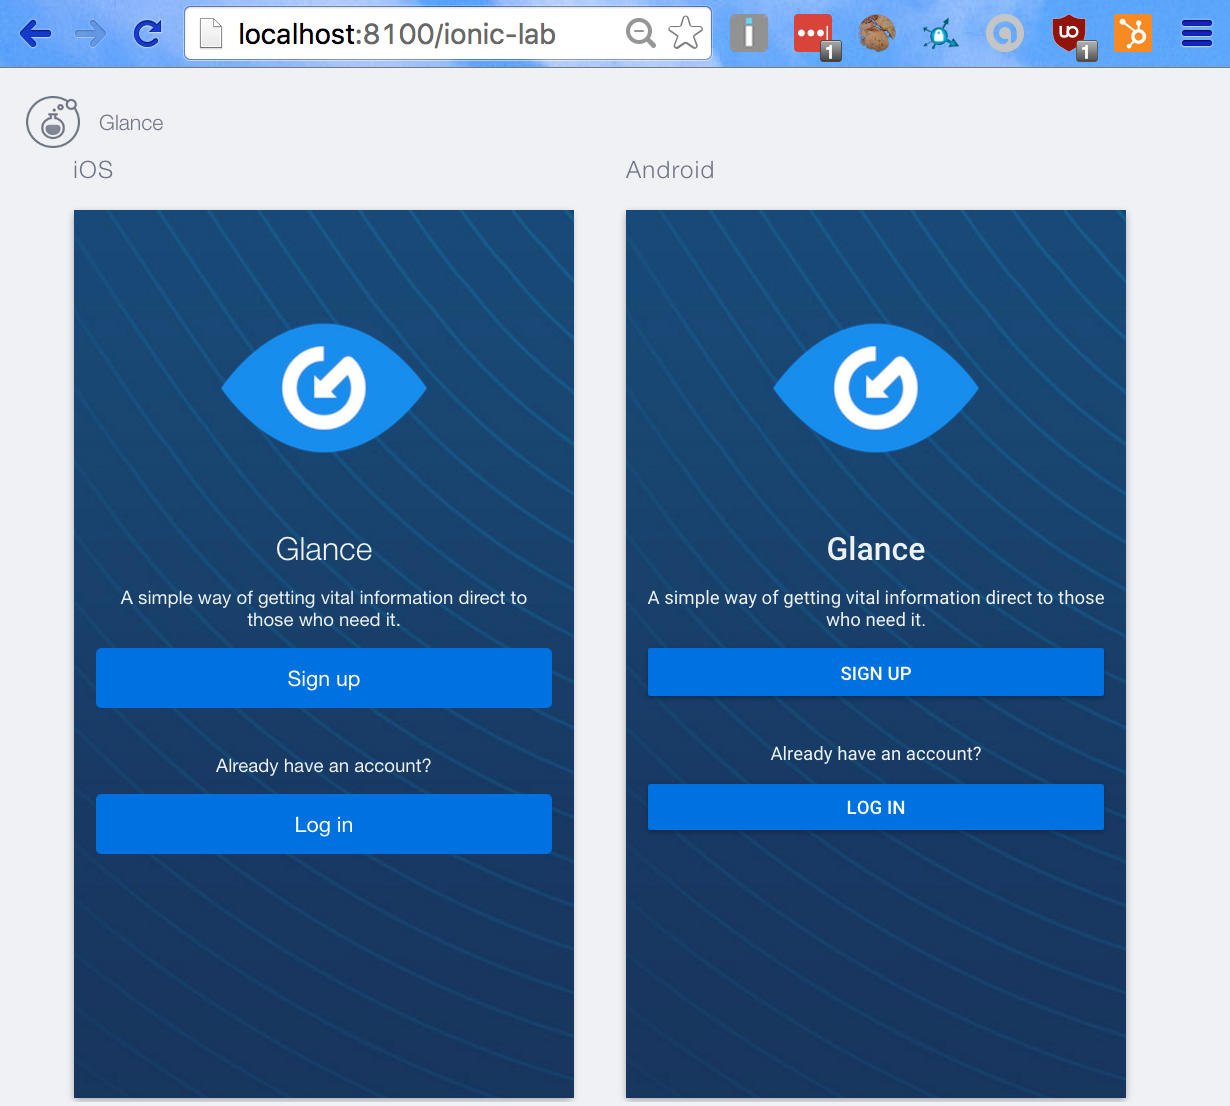 localhost:8100/ionic-lab
1
UO
1
Glance
iOS
Android
Glance
A simple way of getting vital information direct to
those who need it.
Sign up
Already have an account?
Log in
Glance
A simple way of getting vital information direct to those
who need it.
SIGN UP
Already have an account?
LOG IN